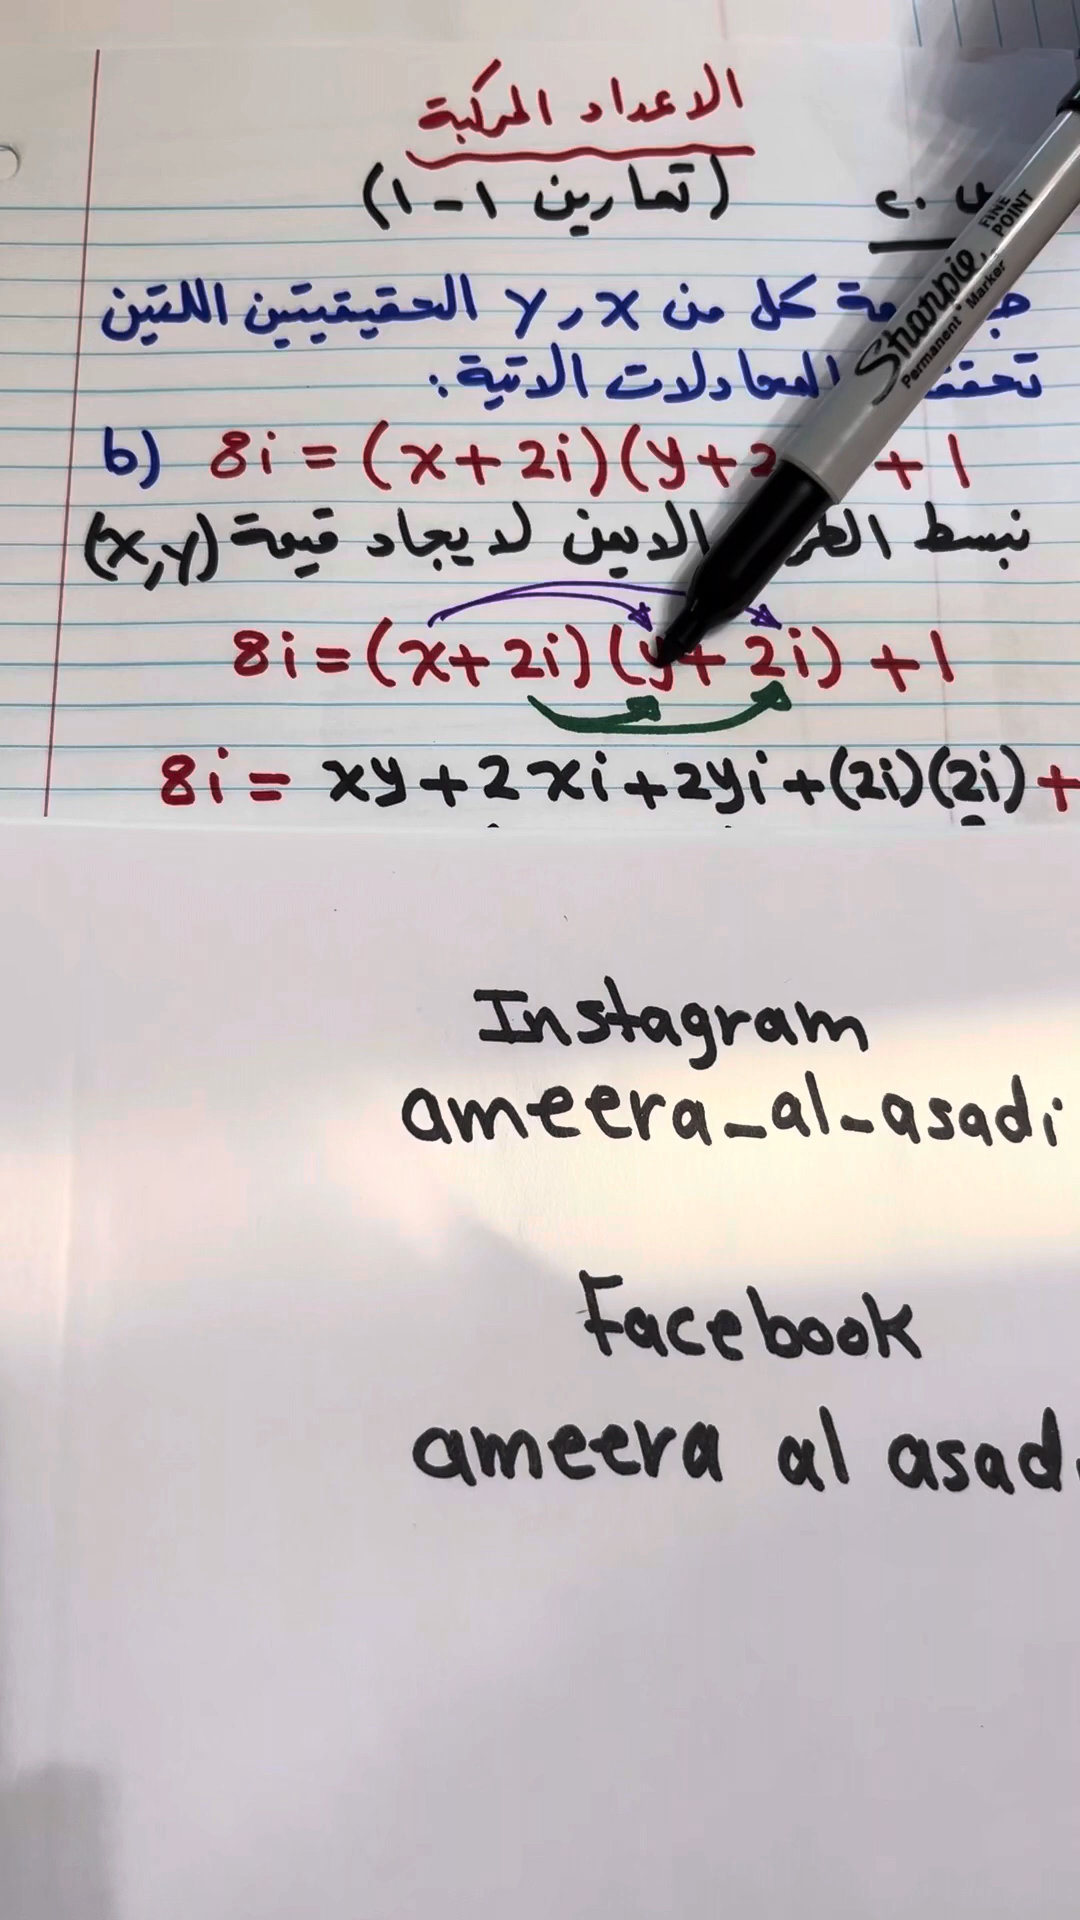 الاعداد المركبة
(تمارين ١-١)
كل من x و y الحقيقيتين اللتين
المعادلات الاتية:
b) 8i = (x + 2i)(y + 2 + 1
نبسط الايمن لايجاد قيمة (x,y)
8i = (x + 2i)(y + 2i) + 1
8i = xy + 2xi + 2yi + (2i)(2i) +
Sharpie
FINE POINT
Permanent Marker
Instagram
ameera_al_asadi
Facebook
ameera al asad